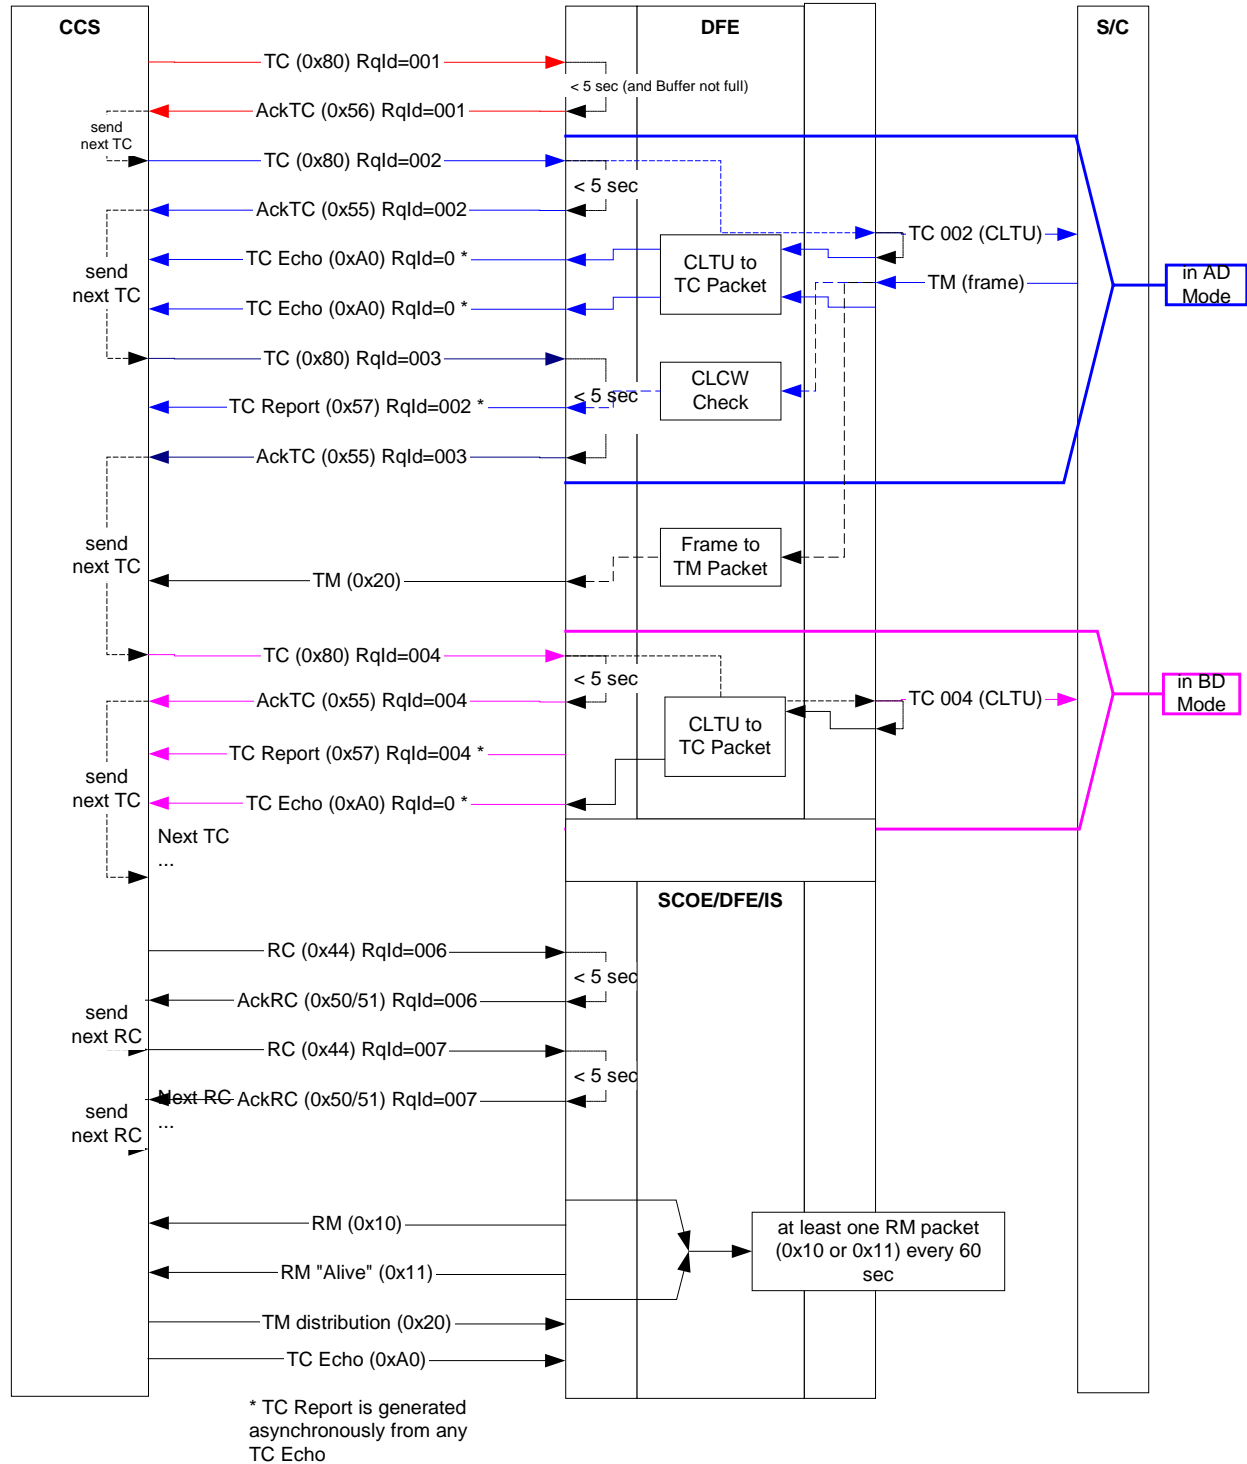 CCS
DFE
S/C
TC (0x80) RqId=001
< 5 sec (and Buffer not full)
AckTC (0x56) RqId=001
send
next TC
TC (0x80) RqId=002
< 5 sec
AckTC (0x55) RqId=002
TC 002 (CLTU)
TC Echo (0xA0) RqId=0 *
CLTU to
TC Packet
send
next TC
TM (frame)
in AD
Mode
TC Echo (0xA0) RqId=0 *
TC (0x80) RqId=003
< 5 sec
CLCW
Check
TC Report (0x57) RqId=002 *
AckTC (0x55) RqId=003
send
next TC
Frame to
TM Packet
TM (0x20)
TC (0x80) RqId=004
< 5 sec
in BD
Mode
AckTC (0x55) RqId=004
TC 004 (CLTU)
CLTU to
TC Packet
TC Report (0x57) RqId=004 *
send
next TC
TC Echo (0xA0) RqId=0 *
Next TC
...
SCOE/DFE/IS
RC (0x44) RqId=006
< 5 sec
AckRC (0x50/51) RqId=006
send
next RC
RC (0x44) RqId=007
< 5 sec
Next RC
AckRC (0x50/51) RqId=007
...
send
next RC
RM (0x10)
at least one RM packet
(0x10 or 0x11) every 60
sec
RM "Alive" (0x11)
TM distribution (0x20)
TC Echo (0xA0)
* TC Report is generated
asynchronously from any
TC Echo